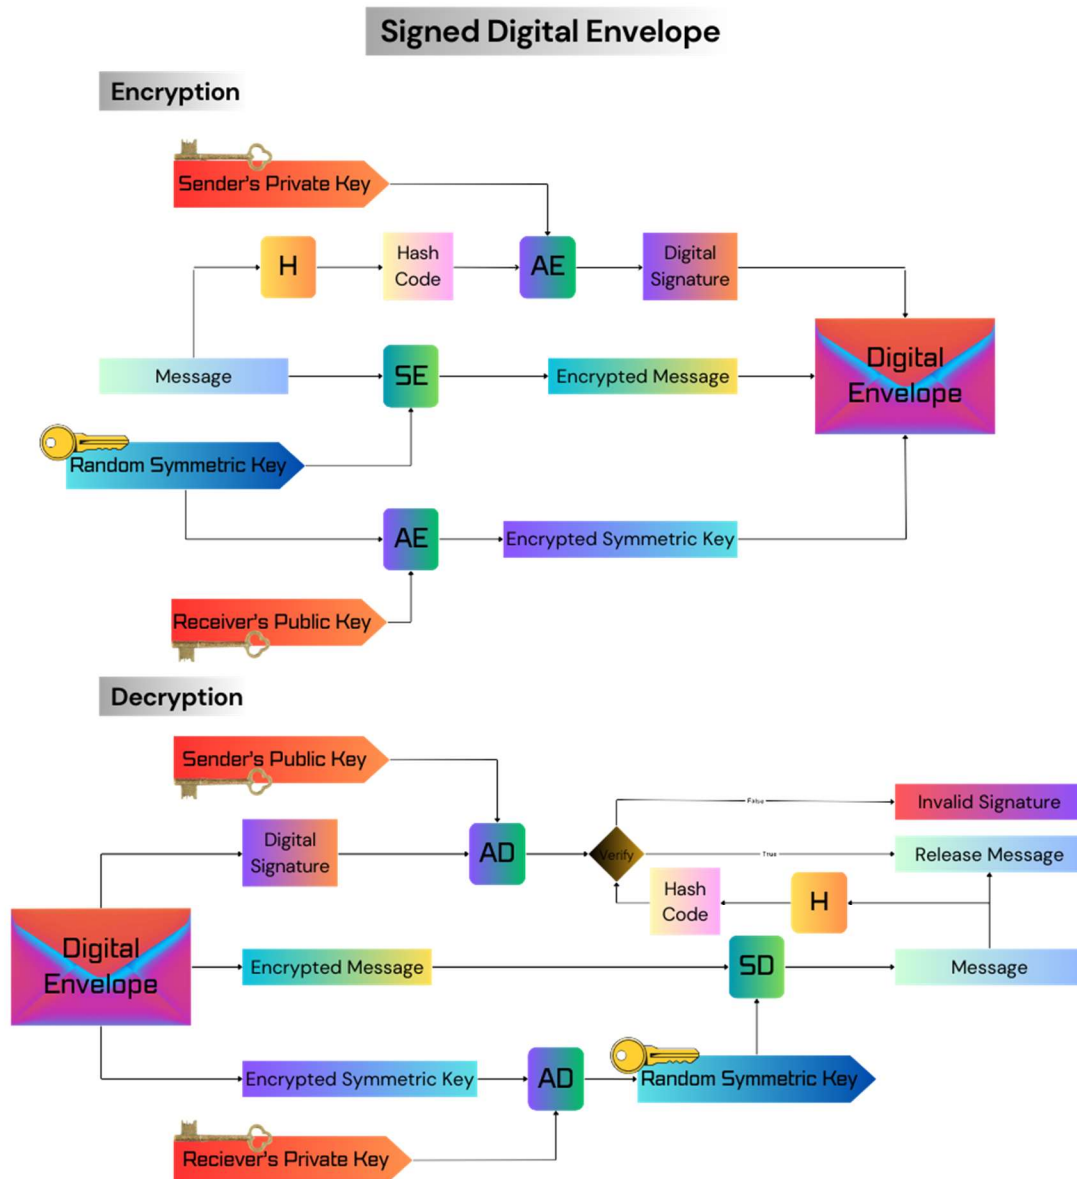 Signed Digital Envelope
Encryption
Sender's Private Key
H
Hash
Code
AE
Digital
Signature
Message
SE
Encrypted Message
Digital
Envelope
Random Symmetric Key
AE
Encrypted Symmetric Key
Receiver's Public Key
Decryption
Sender's Public Key
False
Invalid Signature
Digital
Signature
AD
Verify
True
Release Message
Hash
Code
H
Digital
Envelope
Encrypted Message
SD
Message
Encrypted Symmetric Key
AD
Random Symmetric Key
Reciever's Private Key